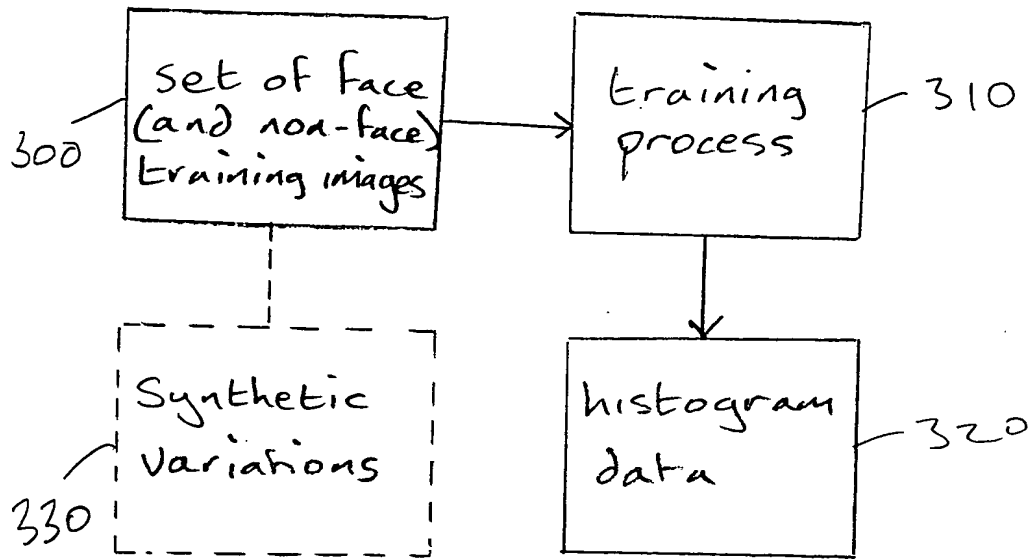 set of face
(and non-face)
training images
300
training
process
310
Synthetic
variations
330
histogram
data
320